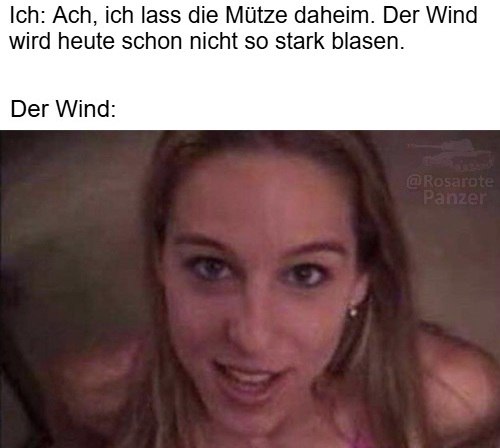 Ich: Ach, ich lass die Mütze daheim. Der Wind
wird heute schon nicht so stark blasen.
Der Wind:
@Rosarote
Panzer